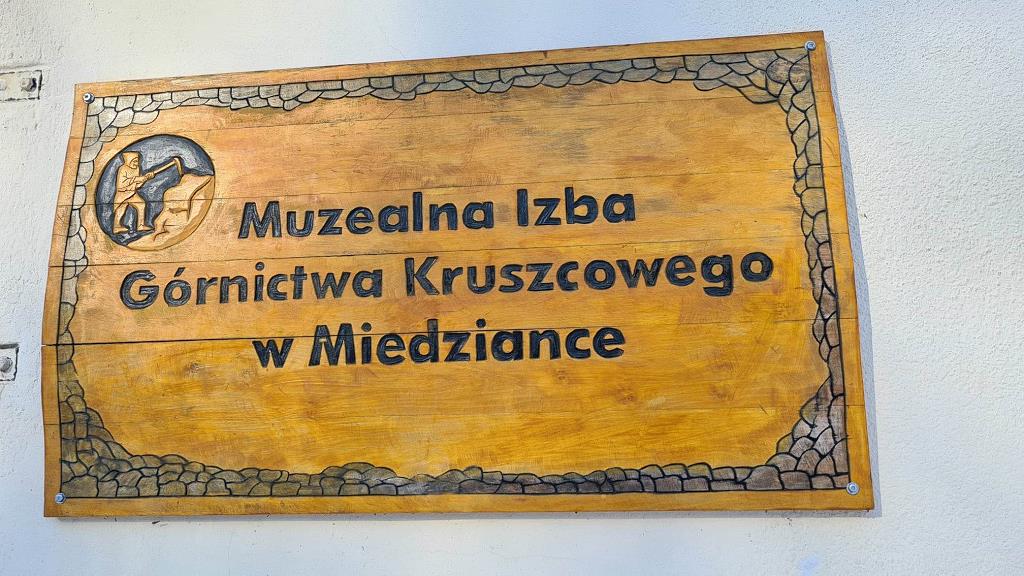 Muzealna Izba
Górnictwa Kruszcowego
w Miedziance